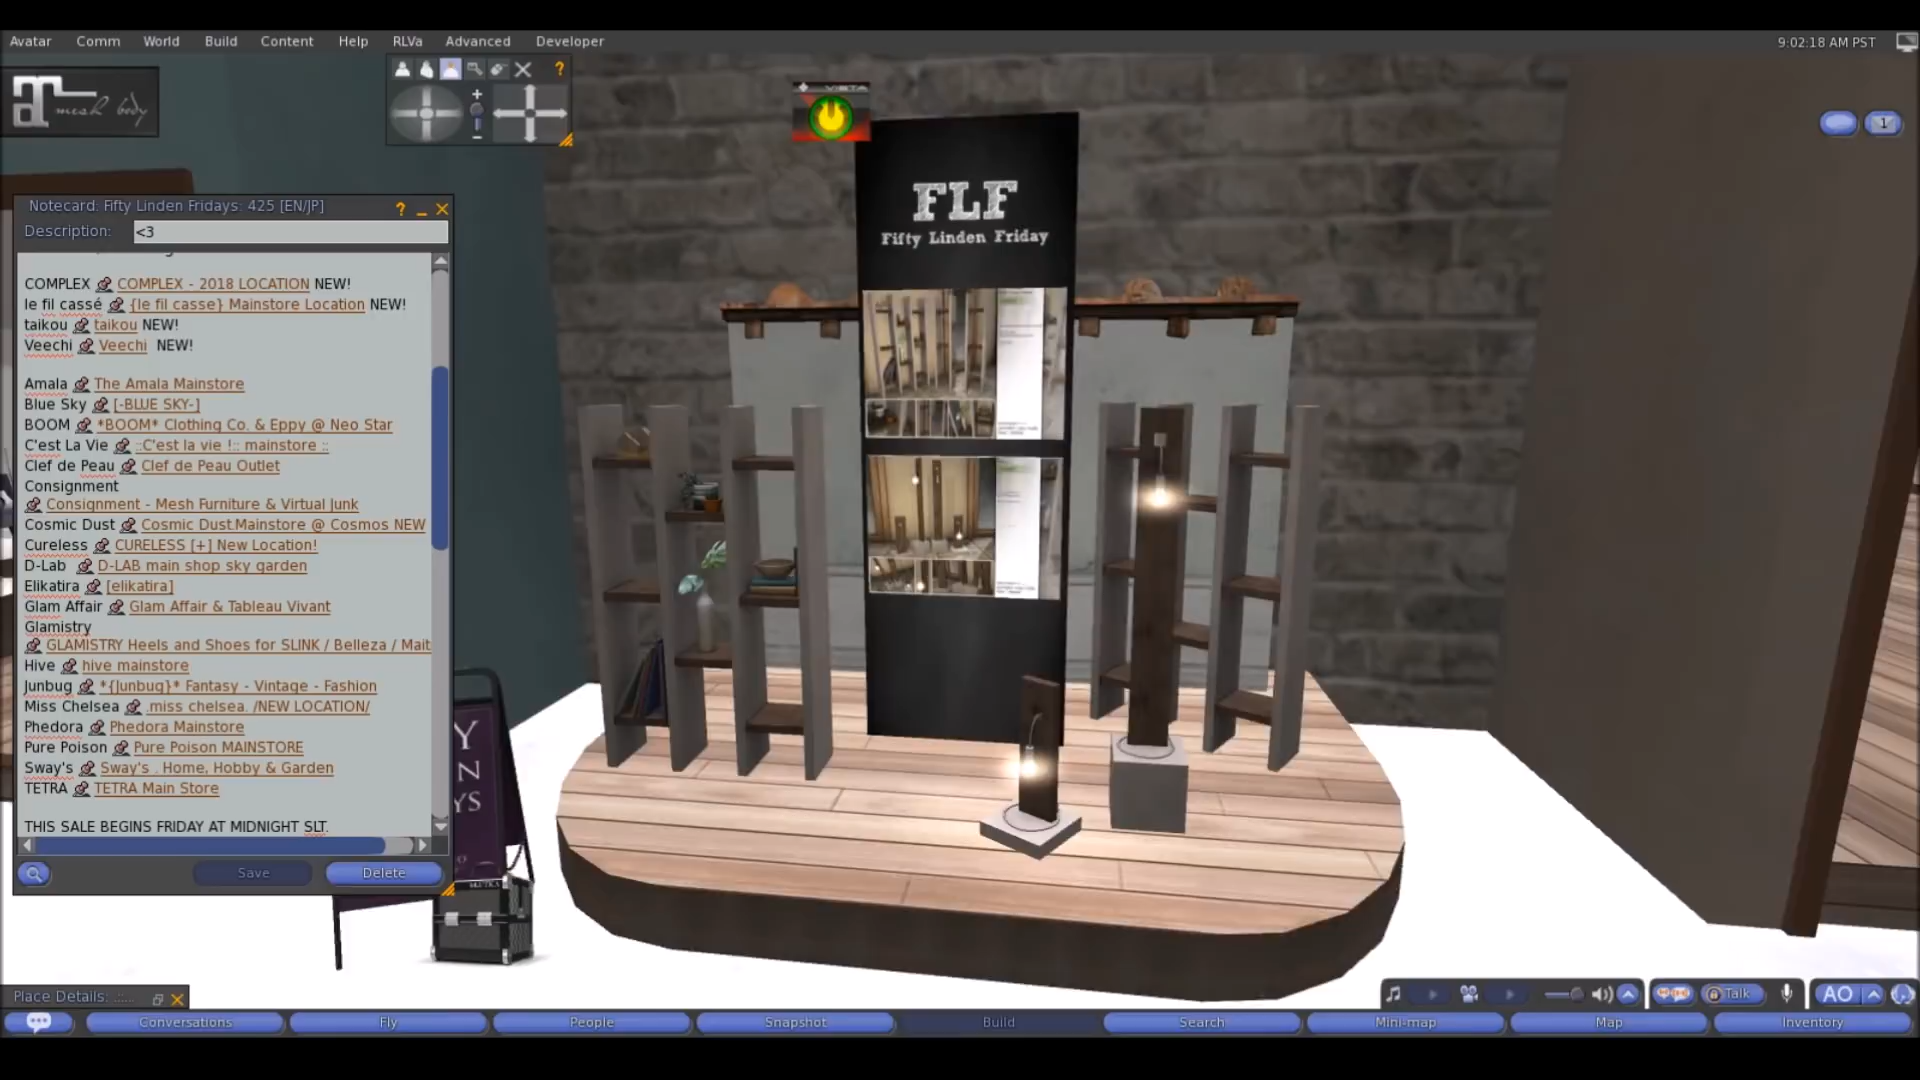 Avatar Comm World Build Content Help RLVa Advanced Developer
9:02:18 AM PST
mesh body
?
VISTA
1
Notecard: Fifty Linden Fridays: 425 [EN/JP]
?
Description: <3
COMPLEX COMPLEX - 2018 LOCATION NEW!
le fil cassé {le fil casse} Mainstore Location NEW!
taikou taikou NEW!
Veechi Veechi NEW!
Amala The Amala Mainstore
Blue Sky [-BLUE SKY-]
BOOM *BOOM* Clothing Co. & Eppy @ Neo Star
C'est La Vie ::C'est la vie !:: mainstore ::
Clef de Peau Clef de Peau Outlet
Consignment
Consignment - Mesh Furniture & Virtual Junk
Cosmic Dust Cosmic Dust.Mainstore @ Cosmos NEW
Cureless CURELESS [+] New Location!
D-Lab D-LAB main shop sky garden
Elikatira [elikatira]
Glam Affair Glam Affair & Tableau Vivant
Glamistry
GLAMISTRY Heels and Shoes for SLINK / Belleza / Mait
Hive hive mainstore
Junbug *{Junbug}* Fantasy - Vintage - Fashion
Miss Chelsea .miss chelsea. /NEW LOCATION/
Phedora Phedora Mainstore
Pure Poison Pure Poison MAINSTORE
Sway's Sway's . Home, Hobby & Garden
TETRA TETRA Main Store
THIS SALE BEGINS FRIDAY AT MIDNIGHT SLT.
Save Delete
FLF
Fifty Linden Friday
Y
N
YS
Place Details: .::...
Talk
AO
Conversations Fly People Snapshot Build Search Mini-map Map Inventory